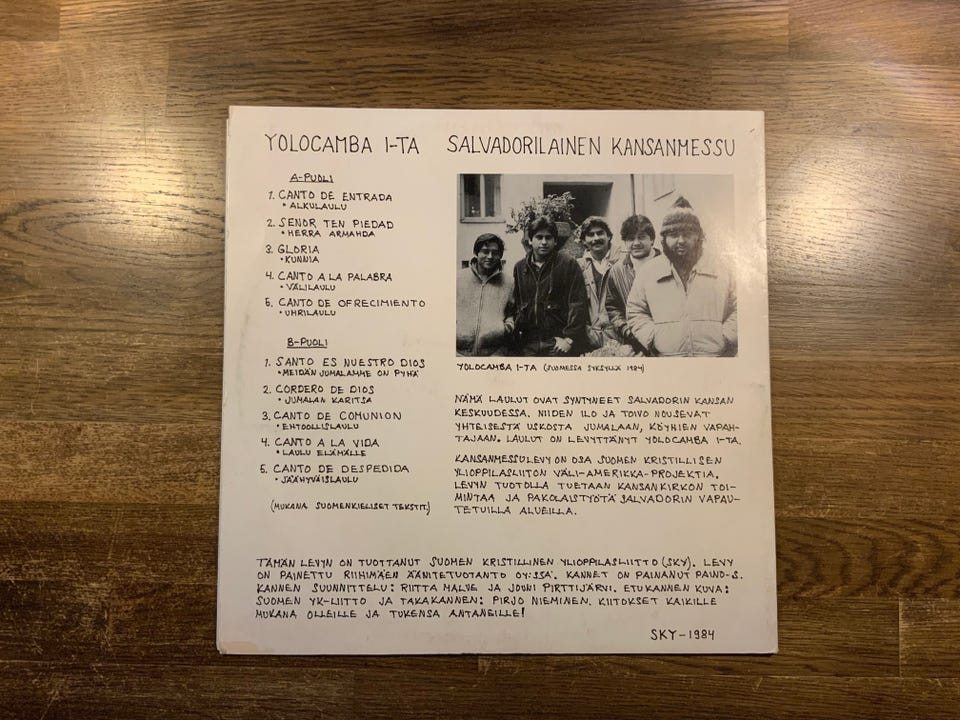 YOLOCAMBA I-TA SALVADORILAINEN KANSANMESSU
A-PUOLI
1. CANTO DE ENTRADA
• ALKULAULU
2. SENOR TEN PIEDAD
• HERRA ARMAHDA
3. GLORIA
• KUNNIA
4. CANTO A LA PALABRA
• VÄLILAULU
5. CANTO DE OFRECIMIENTO
• UHRILAULU
B-PUOLI
1. SANTO ES NUESTRO DIOS
• MEIDÄN JUMALAMME ON PYHÄ
2. CORDERO DE DIOS
• JUMALAN KARITSA
3. CANTO DE COMUNION
• EHTOOLLISLAULU
4. CANTO A LA VIDA
• LAULU ELÄMÄLLE
5. CANTO DE DESPEDIDA
• JÄÄHYVÄISLAULU
(MUKANA SUOMENKIELISET TEKSTIT.)
YOLOCAMBA I-TA (SUOMESSA SYKSYLLÄ 1984)
NÄMÄ LAULUT OVAT SYNTYNEET SALVADORIN KANSAN
KESKUUDESSA. NIIDEN ILO JA TOIVO NOUSEVAT
YHTEISESTÄ USKOSTA JUMALAAN, KÖYHIEN VAPAH-
TAJAAN. LAULUT ON LEVYTTÄNYT YOLOCAMBA I-TA.
KANSANMESSULEVY ON OSA SUOMEN KRISTILLISEN
YLIOPPILASLIITON VÄLI-AMERIKKA-PROJEKTIA.
LEVYN TUOTOLLA TUETAAN KANSANKIRKON TOI-
MINTAA JA PAKOLAISTYÖTÄ SALVADORIN VAPAU-
TETUILLA ALUEILLA.
TÄMÄN LEVYN ON TUOTTANUT SUOMEN KRISTILLINEN YLIOPPILASLIITTO (SKY). LEVY
ON PAINETTU RIIHIMÄEN ÄÄNITETUOTANTO OY:SSÄ. KANNET ON PAINANUT PAINO-S.
KANNEN SUUNNITTELU: RIITTA MALVE JA JOUNI PIRTTIJÄRVI. ETUKANNEN KUVA:
SUOMEN YK-LIITTO JA TAKAKANNEN: PIRJO NIEMINEN. KIITOKSET KAIKILLE
MUKANA OLLEILLE JA TUKENSA ANTANEILLE!
SKY-1984